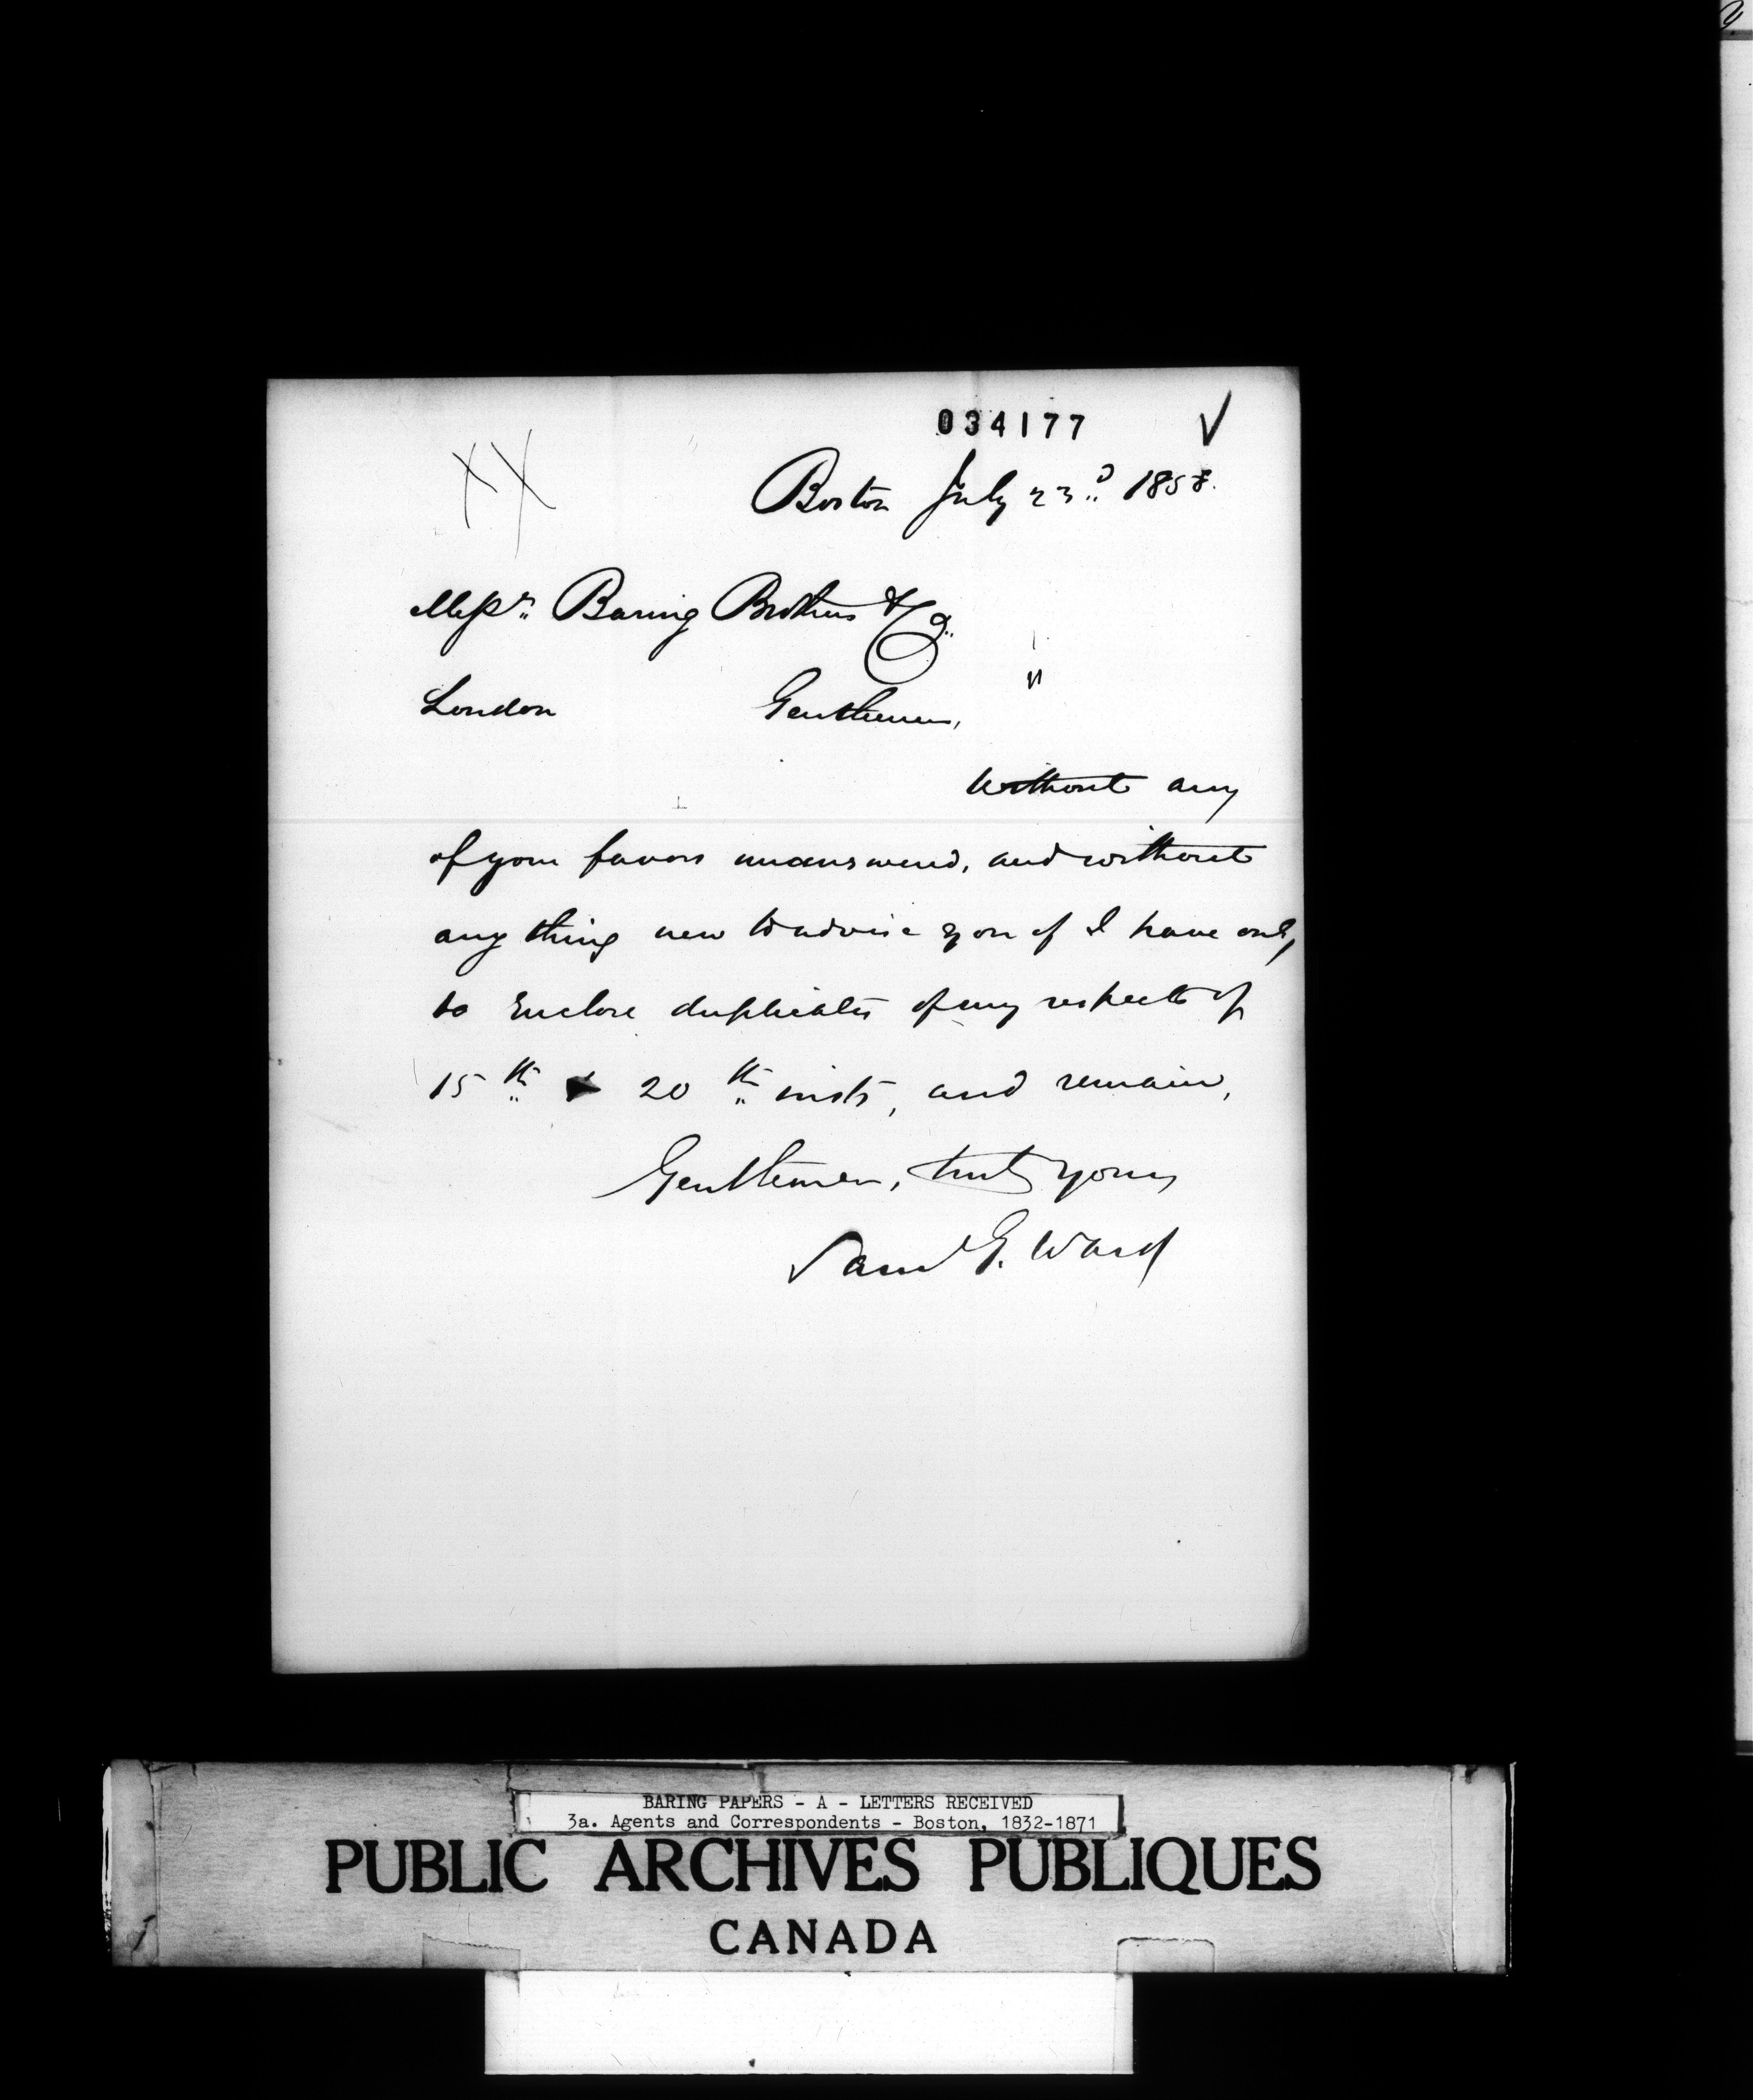 034177 ✓
XX
Boston July 23d 1858.
Messrs Baring Brothers & Co.
London Gentlemen,
Without any
of your favors unanswered, and without
any thing new to advise you of I have only
to enclose duplicates of my respects of
15th & 20th insts, and remain,
Gentlemen, truly yours
Saml G. Ward
BARING PAPERS - A - LETTERS RECEIVED
3a. Agents and Correspondents - Boston, 1832-1871
PUBLIC ARCHIVES PUBLIQUES
CANADA